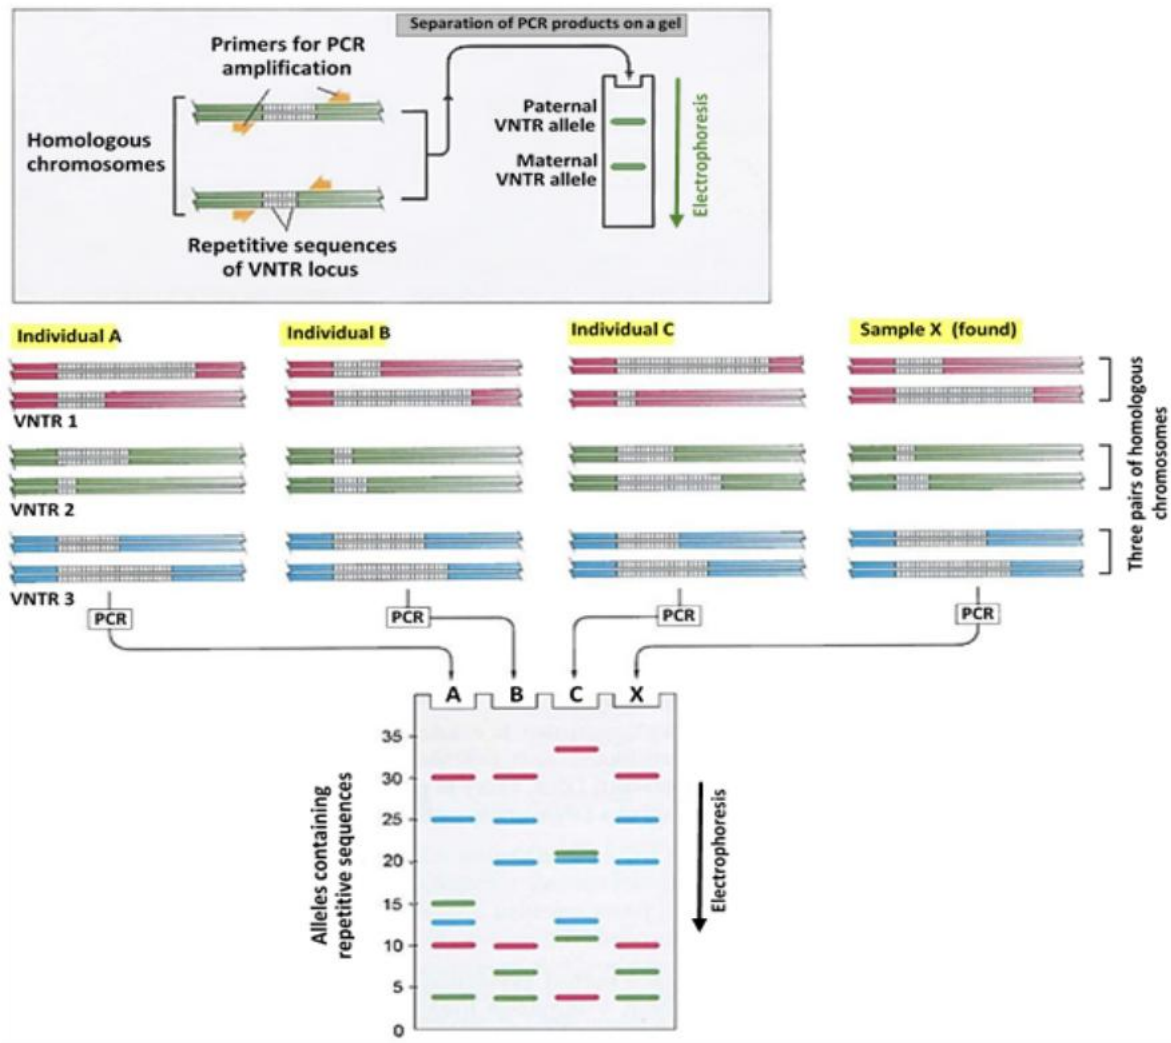 Separation of PCR products on a gel
Primers for PCR
amplification
Homologous
chromosomes
Paternal
VNTR allele
Maternal
VNTR allele
Electrophoresis
Repetitive sequences
of VNTR locus
Individual A
Individual B
Individual C
Sample X (found)
VNTR 1
VNTR 2
VNTR 3
Three pairs of homologous
chromosomes
PCR
PCR
PCR
PCR
A B C X
35
30
25
20
15
10
5
0
Alleles containing
repetitive sequences
Electrophoresis